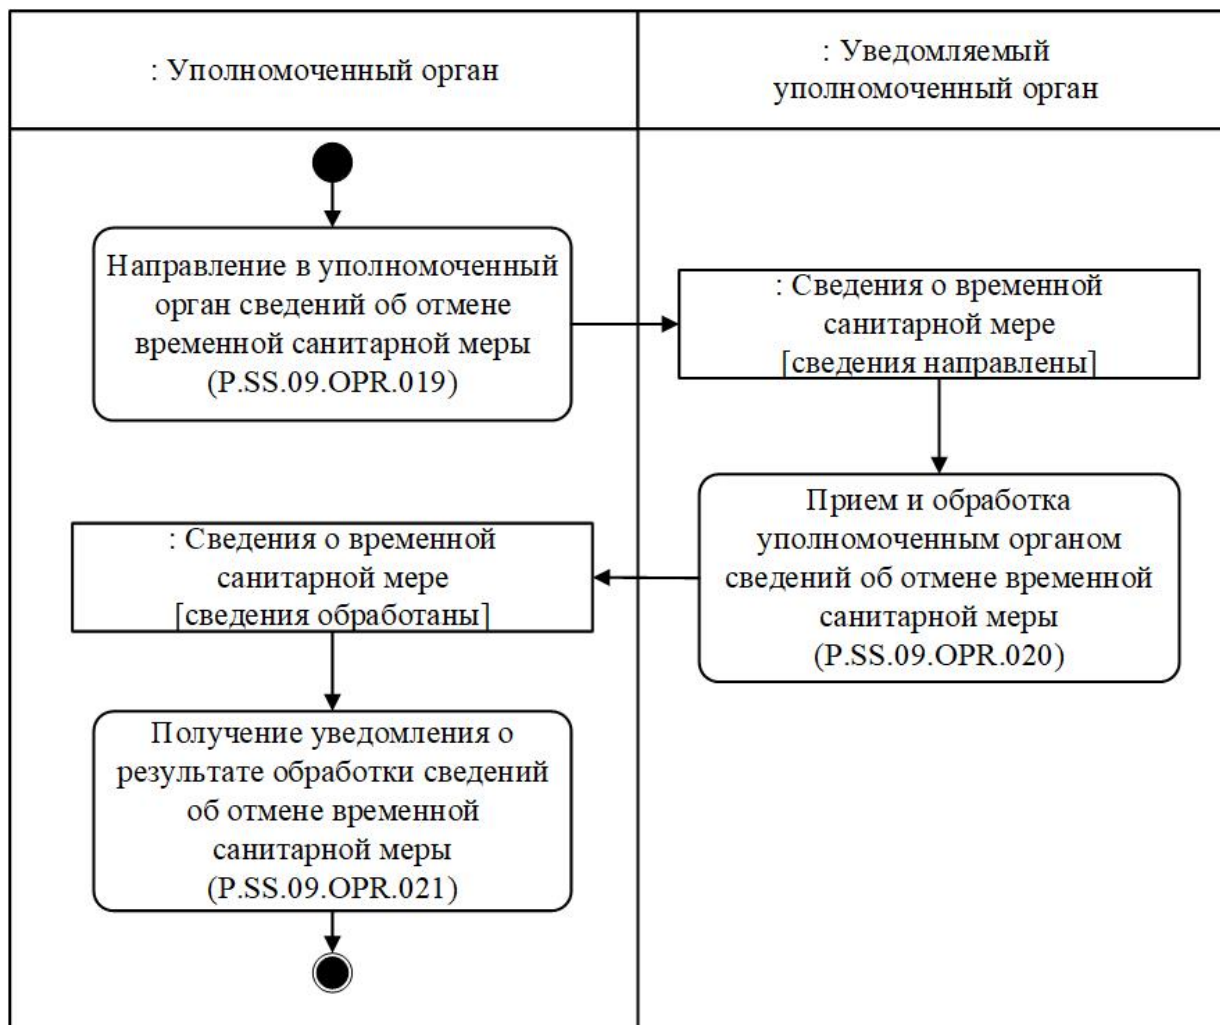 : Уполномоченный орган
: Уведомляемый
уполномоченный орган
Направление в уполномоченный
орган сведений об отмене
временной санитарной меры
(P.SS.09.OPR.019)
: Сведения о временной
санитарной мере
[сведения направлены]
Прием и обработка
уполномоченным органом
сведений об отмене временной
санитарной меры
(P.SS.09.OPR.020)
: Сведения о временной
санитарной мере
[сведения обработаны]
Получение уведомления о
результате обработки сведений
об отмене временной
санитарной меры
(P.SS.09.OPR.021)